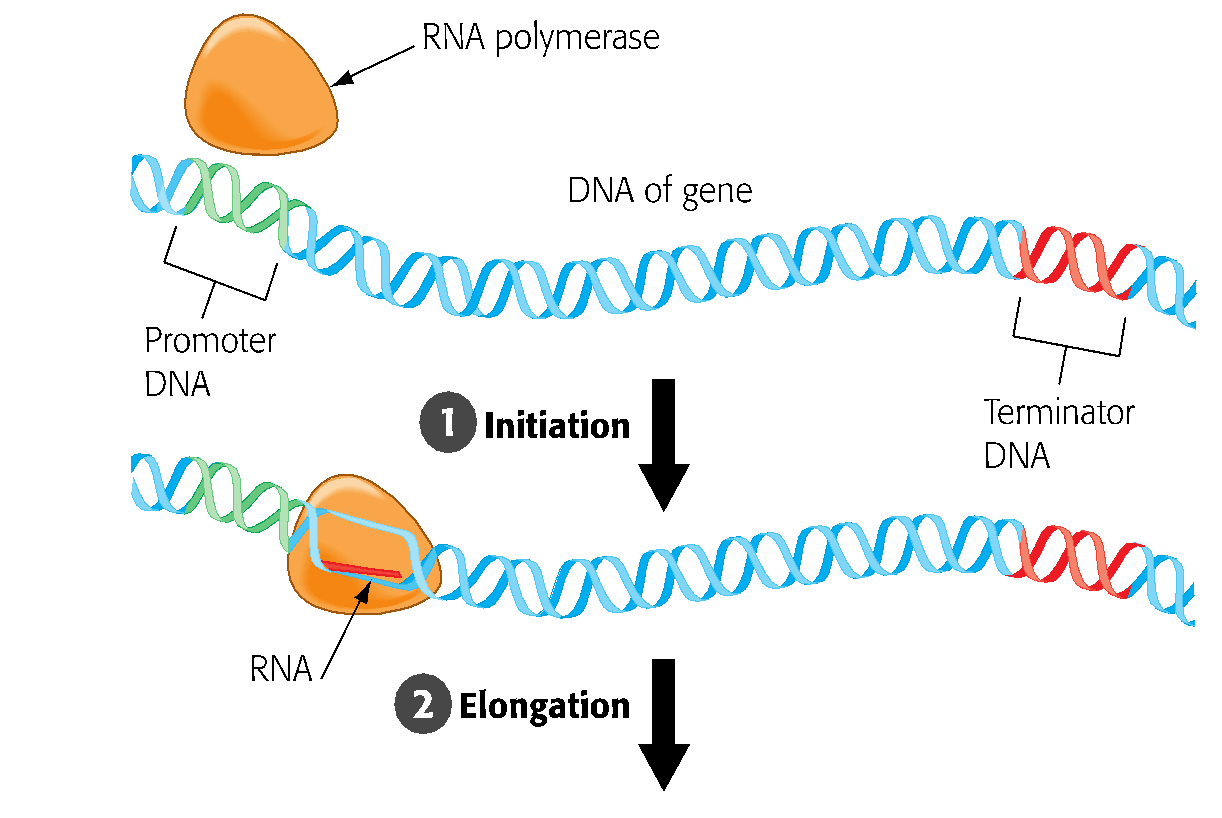 RNA polymerase
DNA of gene
Promoter
DNA
Terminator
DNA
1 Initiation
RNA
2 Elongation